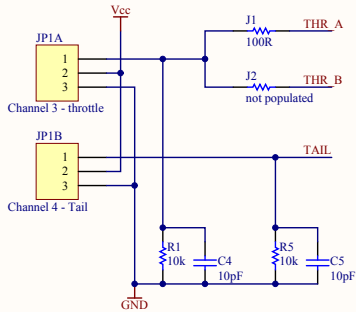 Vcc
JP1A
1
2
3
Channel 3 - throttle
J1
100R
THR_A
J2
not populated
THR_B
JP1B
1
2
3
Channel 4 - Tail
TAIL
R1
10k
C4
10pF
R5
10k
C5
10pF
GND